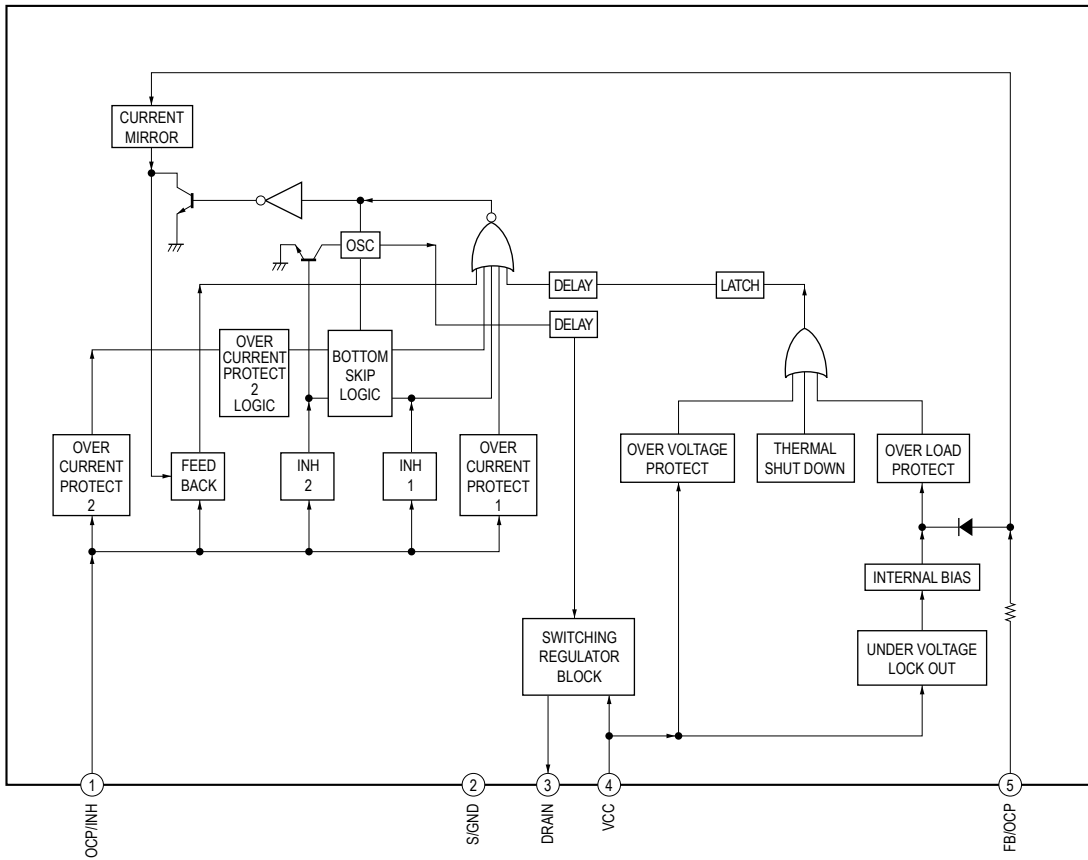 CURRENT
MIRROR
OSC
DELAY
LATCH
DELAY
OVER
CURRENT
PROTECT
2
LOGIC
BOTTOM
SKIP
LOGIC
OVER
CURRENT
PROTECT
2
FEED
BACK
INH
2
INH
1
OVER
CURRENT
PROTECT
1
OVER VOLTAGE
PROTECT
THERMAL
SHUT DOWN
OVER LOAD
PROTECT
INTERNAL BIAS
SWITCHING
REGULATOR
BLOCK
UNDER VOLTAGE
LOCK OUT
1
2
3
4
5
OCP/INH
S/GND
DRAIN
VCC
FB/OCP